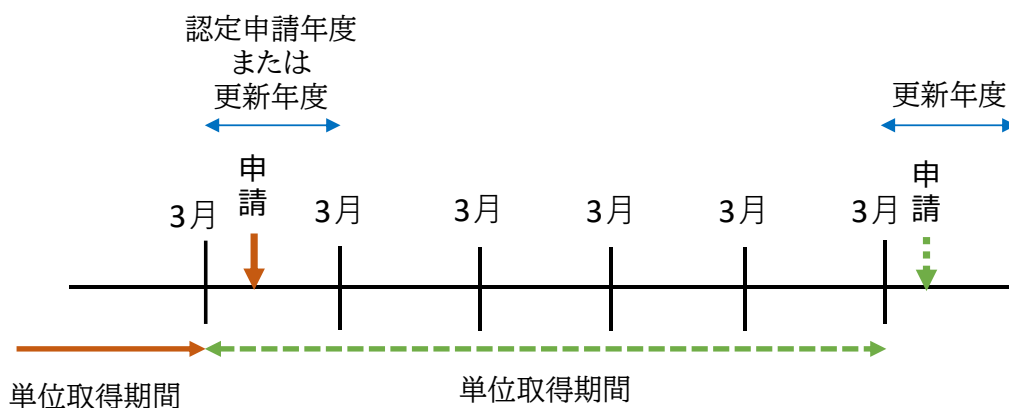 認定申請年度
または
更新年度
更新年度
申請
申請
3月
3月
3月
3月
3月
3月
単位取得期間
単位取得期間